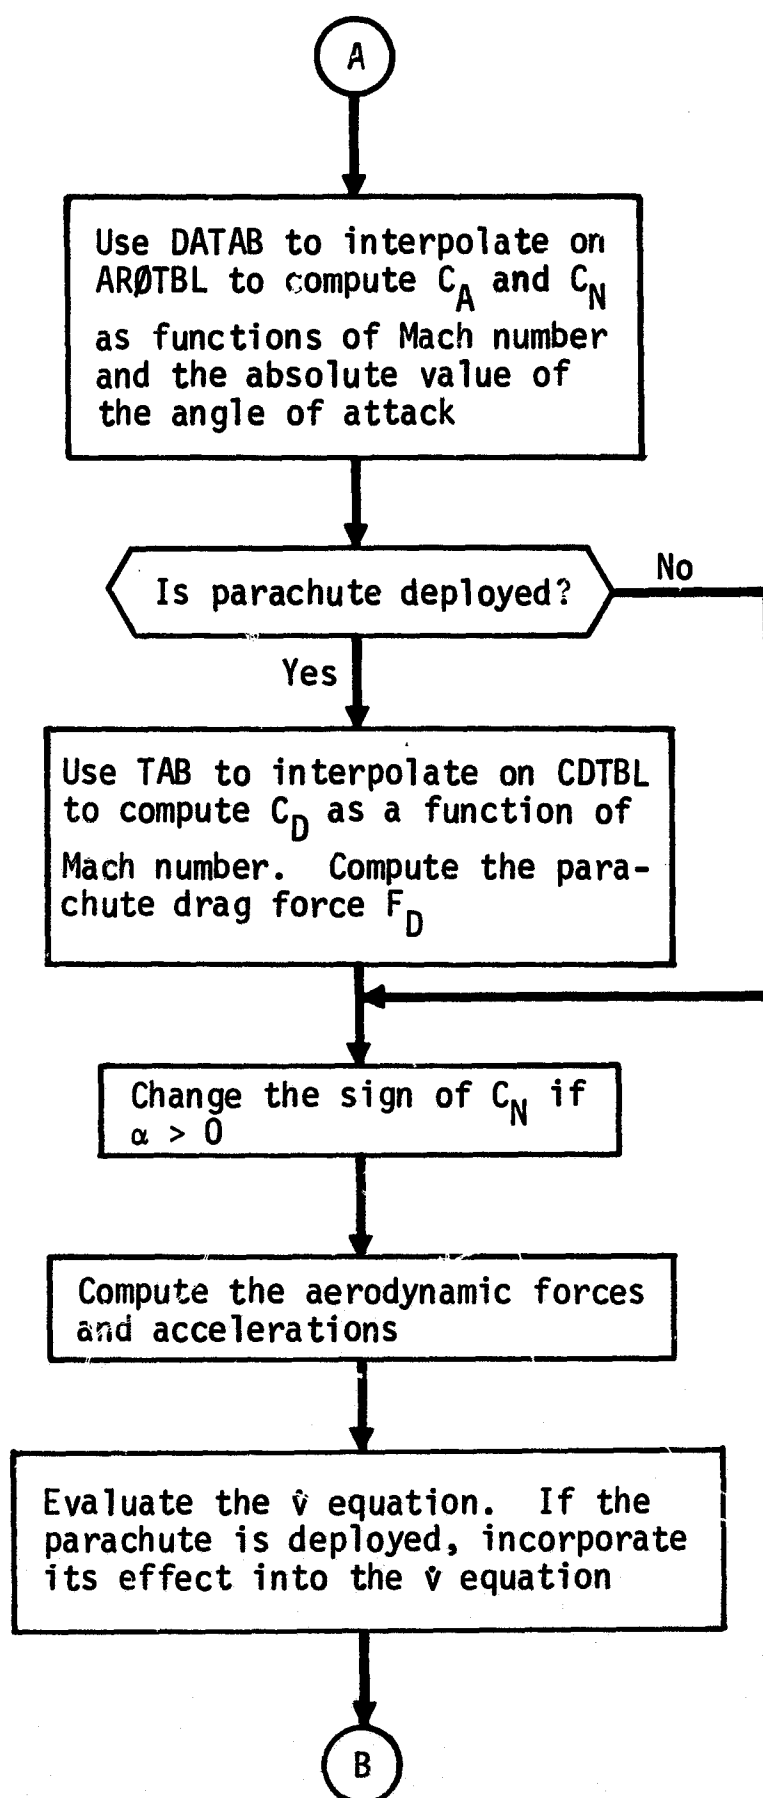 A
Use DATAB to interpolate on
ARØTBL to compute C_A and C_N
as functions of Mach number
and the absolute value of
the angle of attack
Is parachute deployed?
No
Yes
Use TAB to interpolate on CDTBL
to compute C_D as a function of
Mach number. Compute the para-
chute drag force F_D
Change the sign of C_N if
α > 0
Compute the aerodynamic forces
and accelerations
Evaluate the v̇ equation. If the
parachute is deployed, incorporate
its effect into the v̇ equation
B